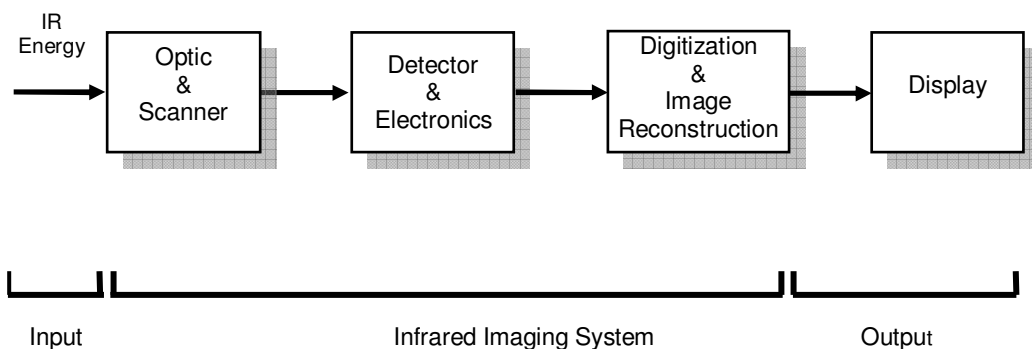 IR
Energy
Optic
&
Scanner
Detector
&
Electronics
Digitization
&
Image
Reconstruction
Display
Input
Infrared Imaging System
Output